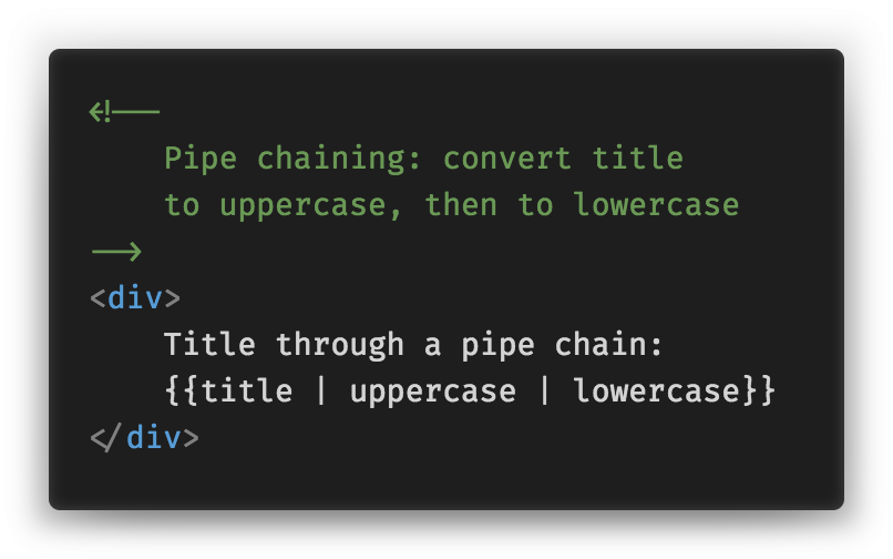 <!--
Pipe chaining: convert title
to uppercase, then to lowercase
-->
<div>
Title through a pipe chain:
{{title | uppercase | lowercase}}
</div>